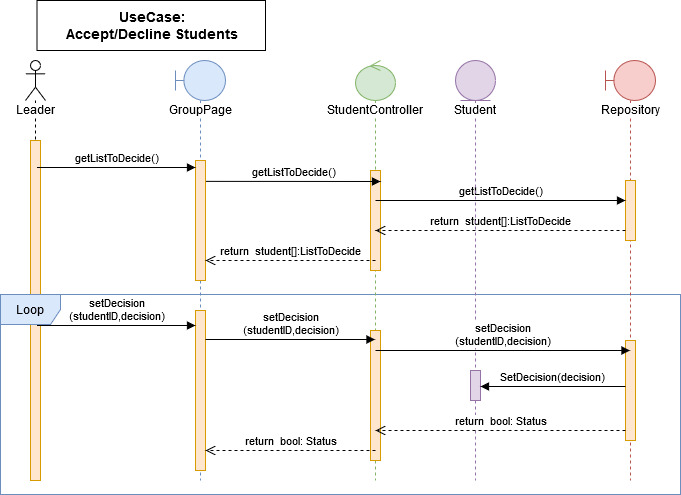 UseCase:
Accept/Decline Students
Leader
GroupPage
StudentController
Student
Repository
getListToDecide()
getListToDecide()
getListToDecide()
return student[]:ListToDecide
return student[]:ListToDecide
Loop
setDecision
(studentID,decision)
setDecision
(studentID,decision)
setDecision
(studentID,decision)
SetDecision(decision)
return bool: Status
return bool: Status